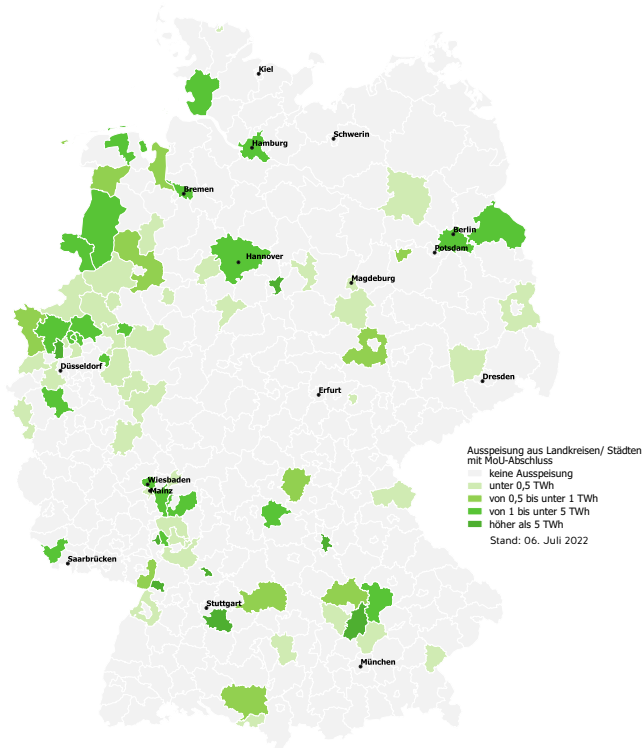 Kiel
Schwerin
Hamburg
Bremen
Berlin
Potsdam
Hannover
Magdeburg
Düsseldorf
Dresden
Erfurt
Ausspeisung aus Landkreisen/ Städten
mit MoU-Abschluss
keine Ausspeisung
unter 0,5 TWh
von 0,5 bis unter 1 TWh
von 1 bis unter 5 TWh
höher als 5 TWh
Stand: 06. Juli 2022
Wiesbaden
Mainz
Saarbrücken
Stuttgart
München